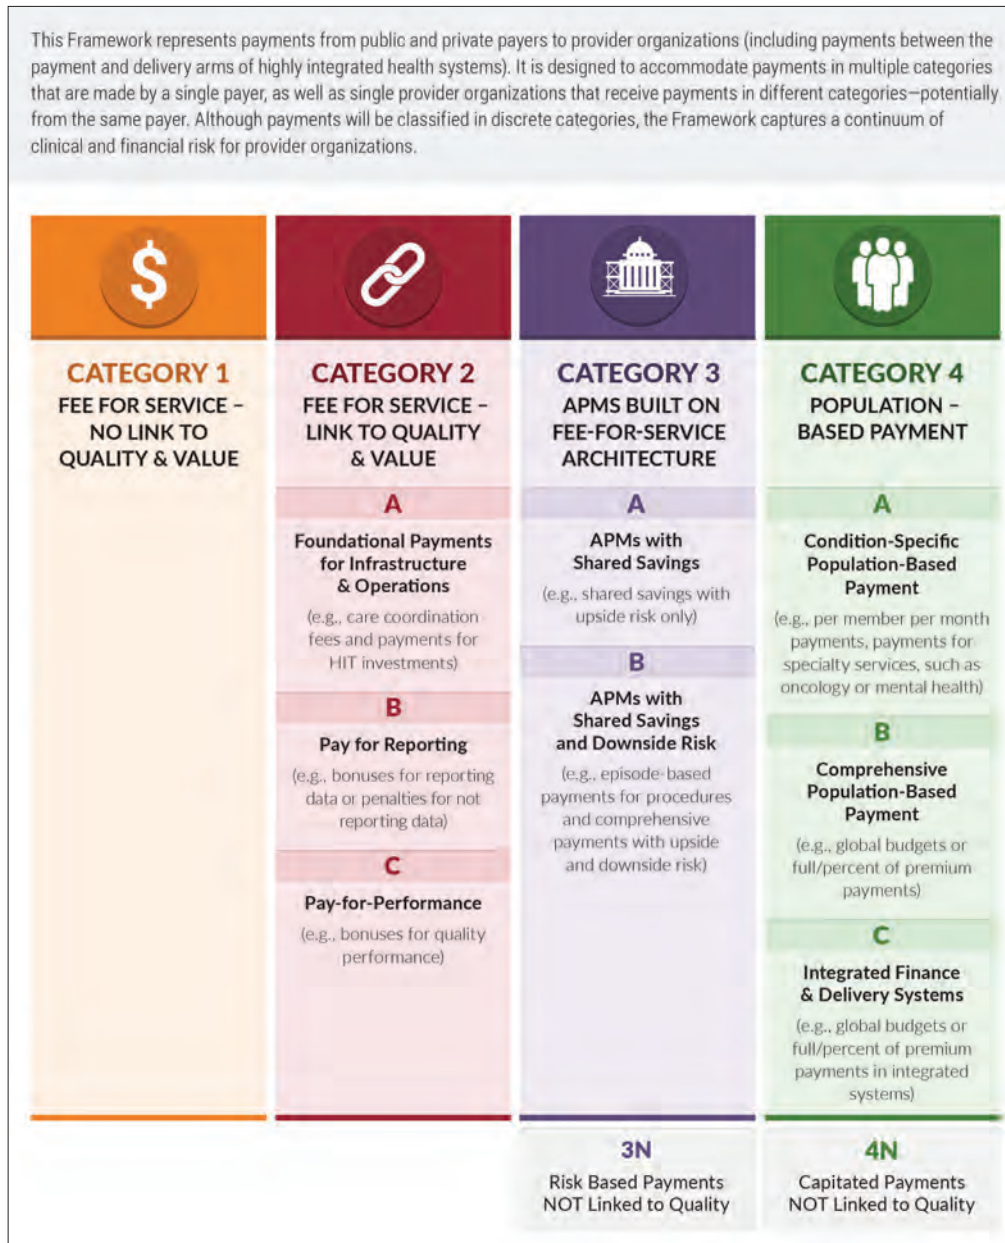 This Framework represents payments from public and private payers to provider organizations (including payments between the
payment and delivery arms of highly integrated health systems). It is designed to accommodate payments in multiple categories
that are made by a single payer, as well as single provider organizations that receive payments in different categories—potentially
from the same payer. Although payments will be classified in discrete categories, the Framework captures a continuum of
clinical and financial risk for provider organizations.
$
CATEGORY 1
FEE FOR SERVICE –
NO LINK TO
QUALITY & VALUE
CATEGORY 2
FEE FOR SERVICE –
LINK TO QUALITY
& VALUE
A
Foundational Payments
for Infrastructure
& Operations
(e.g., care coordination
fees and payments for
HIT investments)
B
Pay for Reporting
(e.g., bonuses for reporting
data or penalties for not
reporting data)
C
Pay-for-Performance
(e.g., bonuses for quality
performance)
CATEGORY 3
APMS BUILT ON
FEE-FOR-SERVICE
ARCHITECTURE
A
APMs with
Shared Savings
(e.g., shared savings with
upside risk only)
B
APMs with
Shared Savings
and Downside Risk
(e.g., episode-based
payments for procedures
and comprehensive
payments with upside
and downside risk)
3N
Risk Based Payments
NOT Linked to Quality
CATEGORY 4
POPULATION –
BASED PAYMENT
A
Condition-Specific
Population-Based
Payment
(e.g., per member per month
payments, payments for
specialty services, such as
oncology or mental health)
B
Comprehensive
Population-Based
Payment
(e.g., global budgets or
full/percent of premium
payments)
C
Integrated Finance
& Delivery Systems
(e.g., global budgets or
full/percent of premium
payments in integrated
systems)
4N
Capitated Payments
NOT Linked to Quality